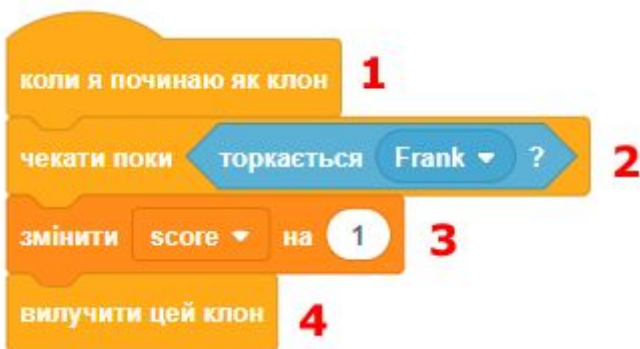 коли я починаю як клон 1
чекати поки торкається Frank ? 2
змінити score на 1 3
вилучити цей клон 4